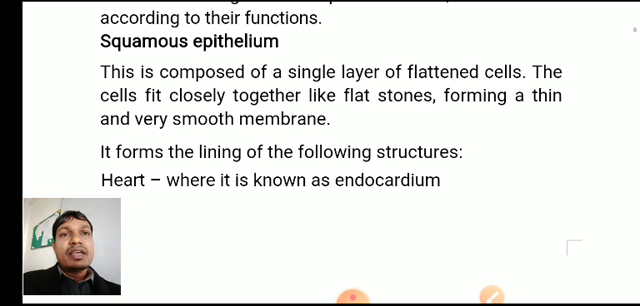 according to their functions.
Squamous epithelium
This is composed of a single layer of flattened cells. The
cells fit closely together like flat stones, forming a thin
and very smooth membrane.
It forms the lining of the following structures:
Heart – where it is known as endocardium